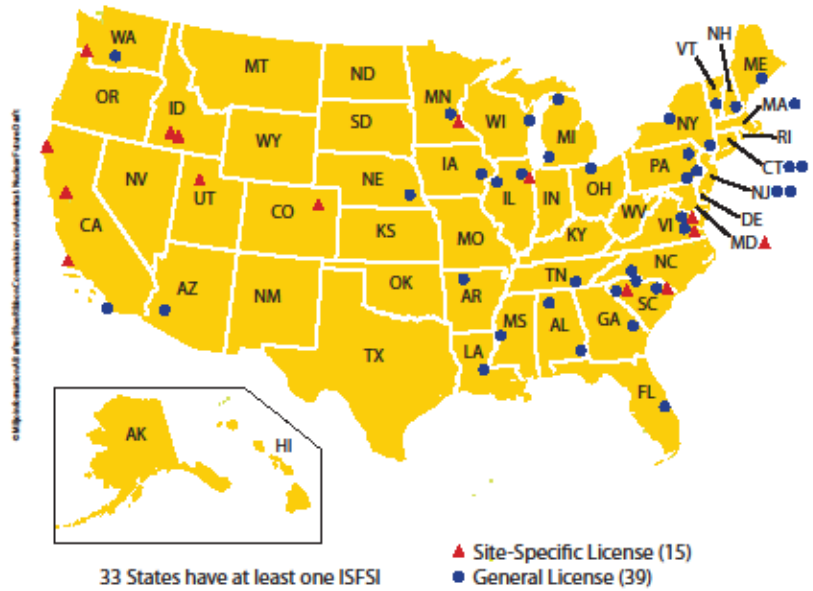 WA
MT
ND
MN
OR
ID
SD
WI
MI
WY
NE
IA
IL
IN
OH
PA
NY
VT
NH
ME
MA
RI
CT
NJ
DE
MD
NV
UT
CO
KS
MO
KY
WV
VI
CA
AZ
NM
OK
AR
TN
NC
SC
TX
LA
MS
AL
GA
FL
AK
HI
33 States have at least one ISFSI
Site-Specific License (15)
General License (39)